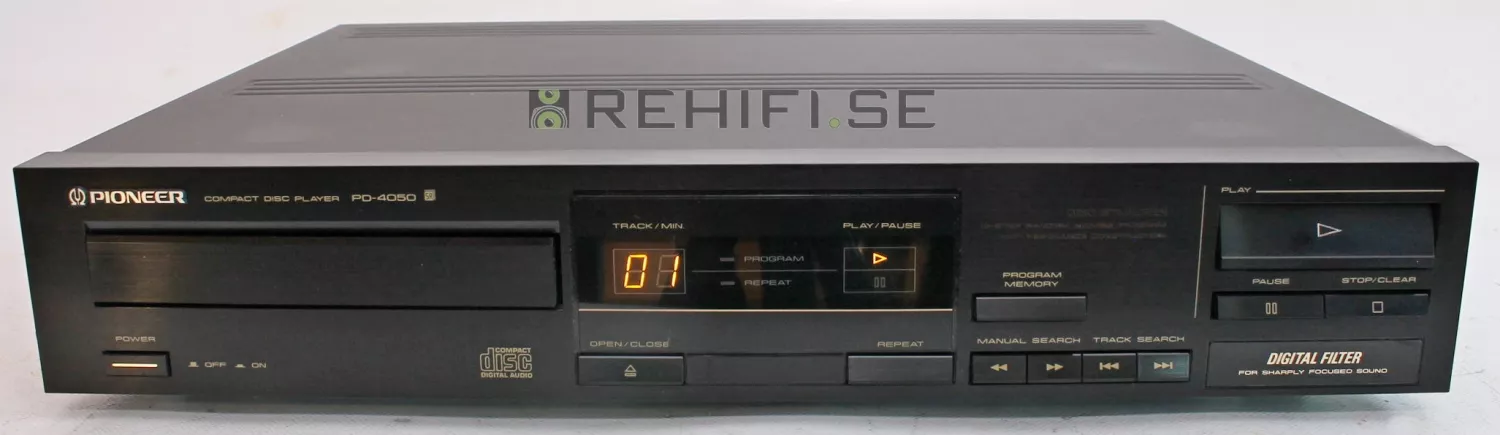 REHIFI.SE
PIONEER COMPACT DISC PLAYER PD-4050
TRACK/MIN.
PLAY/PAUSE
01
PROGRAM
REPEAT
PROGRAM
MEMORY
PLAY
PAUSE
STOP/CLEAR
POWER
OFF ON
COMPACT
disc
DIGITAL AUDIO
OPEN/CLOSE
REPEAT
MANUAL SEARCH TRACK SEARCH
DIGITAL FILTER
FOR SHARPLY FOCUSED SOUND